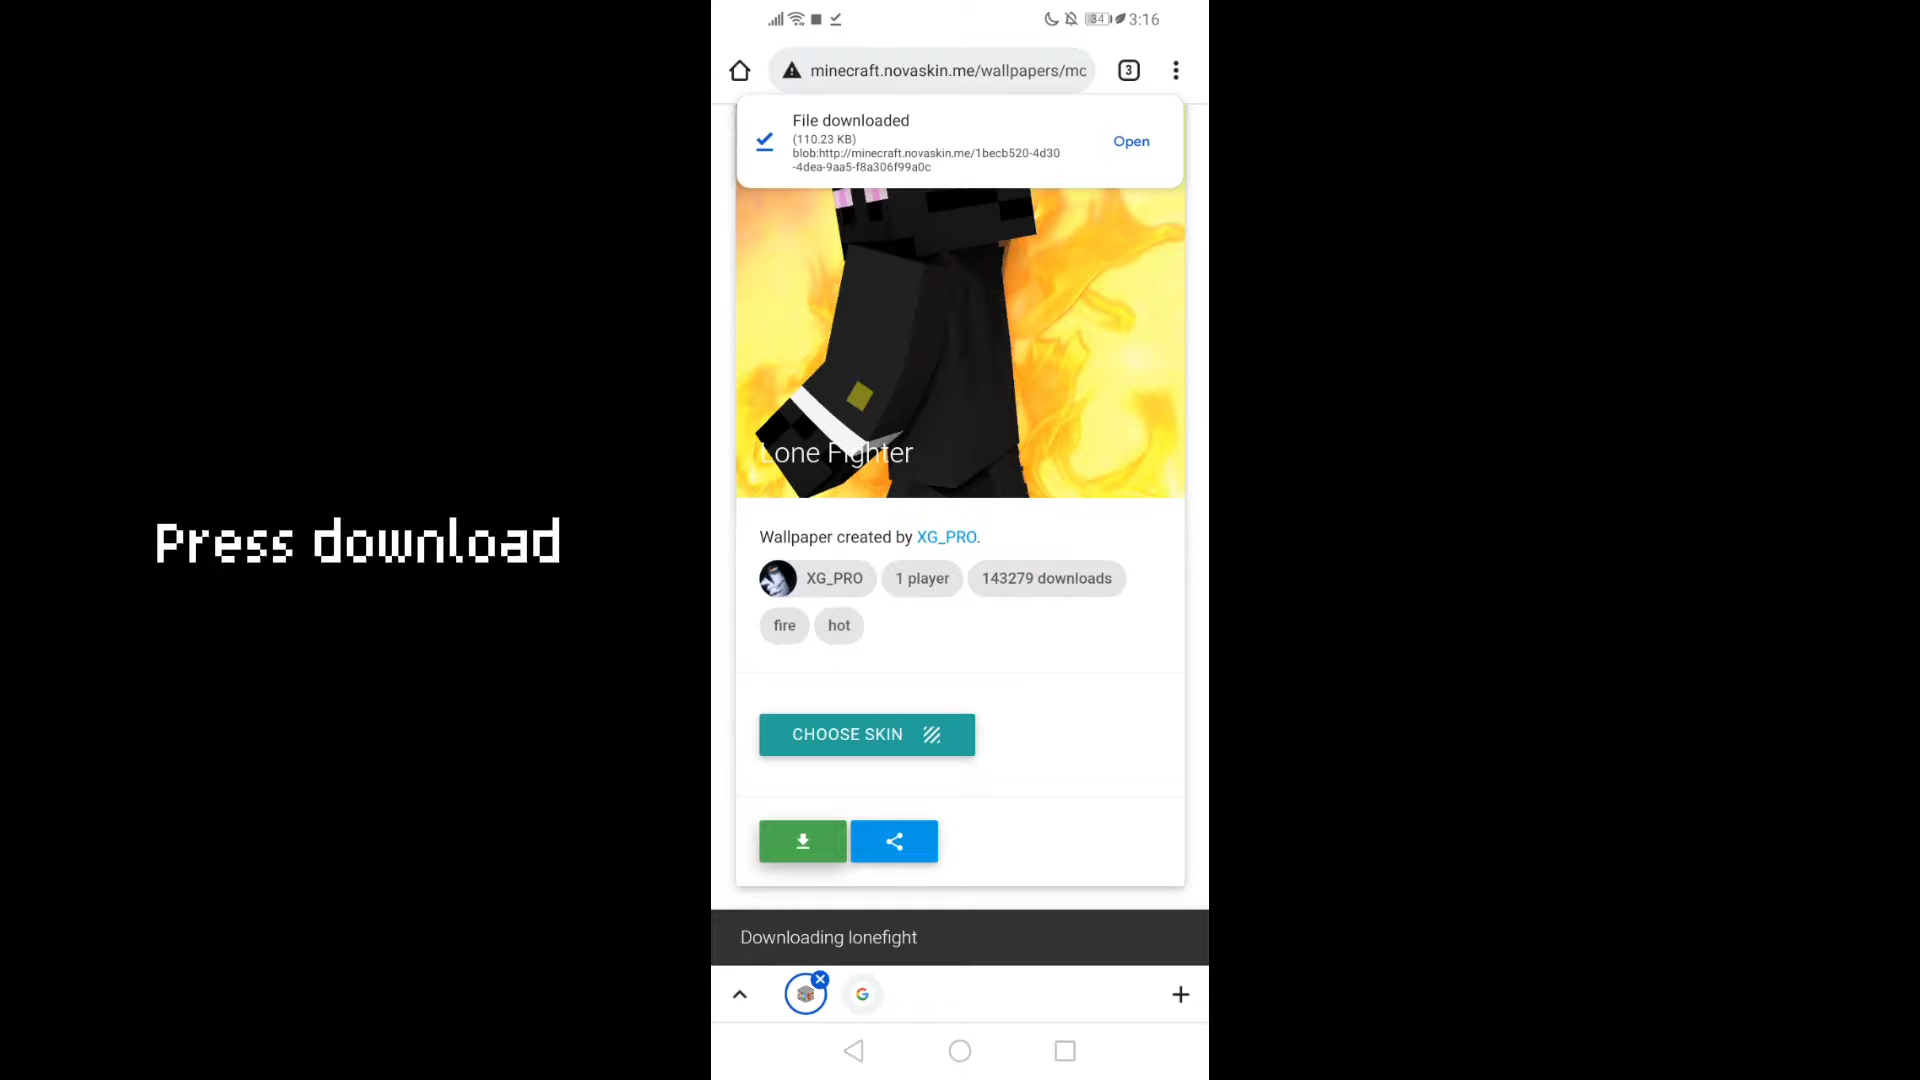 34 3:16
minecraft.novaskin.me/wallpapers/mc
3
File downloaded
(110.23 KB)
blob:http://minecraft.novaskin.me/1becb520-4d30
-4dea-9aa5-f8a306f99a0c
Open
Lone Fighter
Press download
Wallpaper created by XG_PRO.
XG_PRO 1 player 143279 downloads
fire hot
CHOOSE SKIN
Downloading lonefight
G